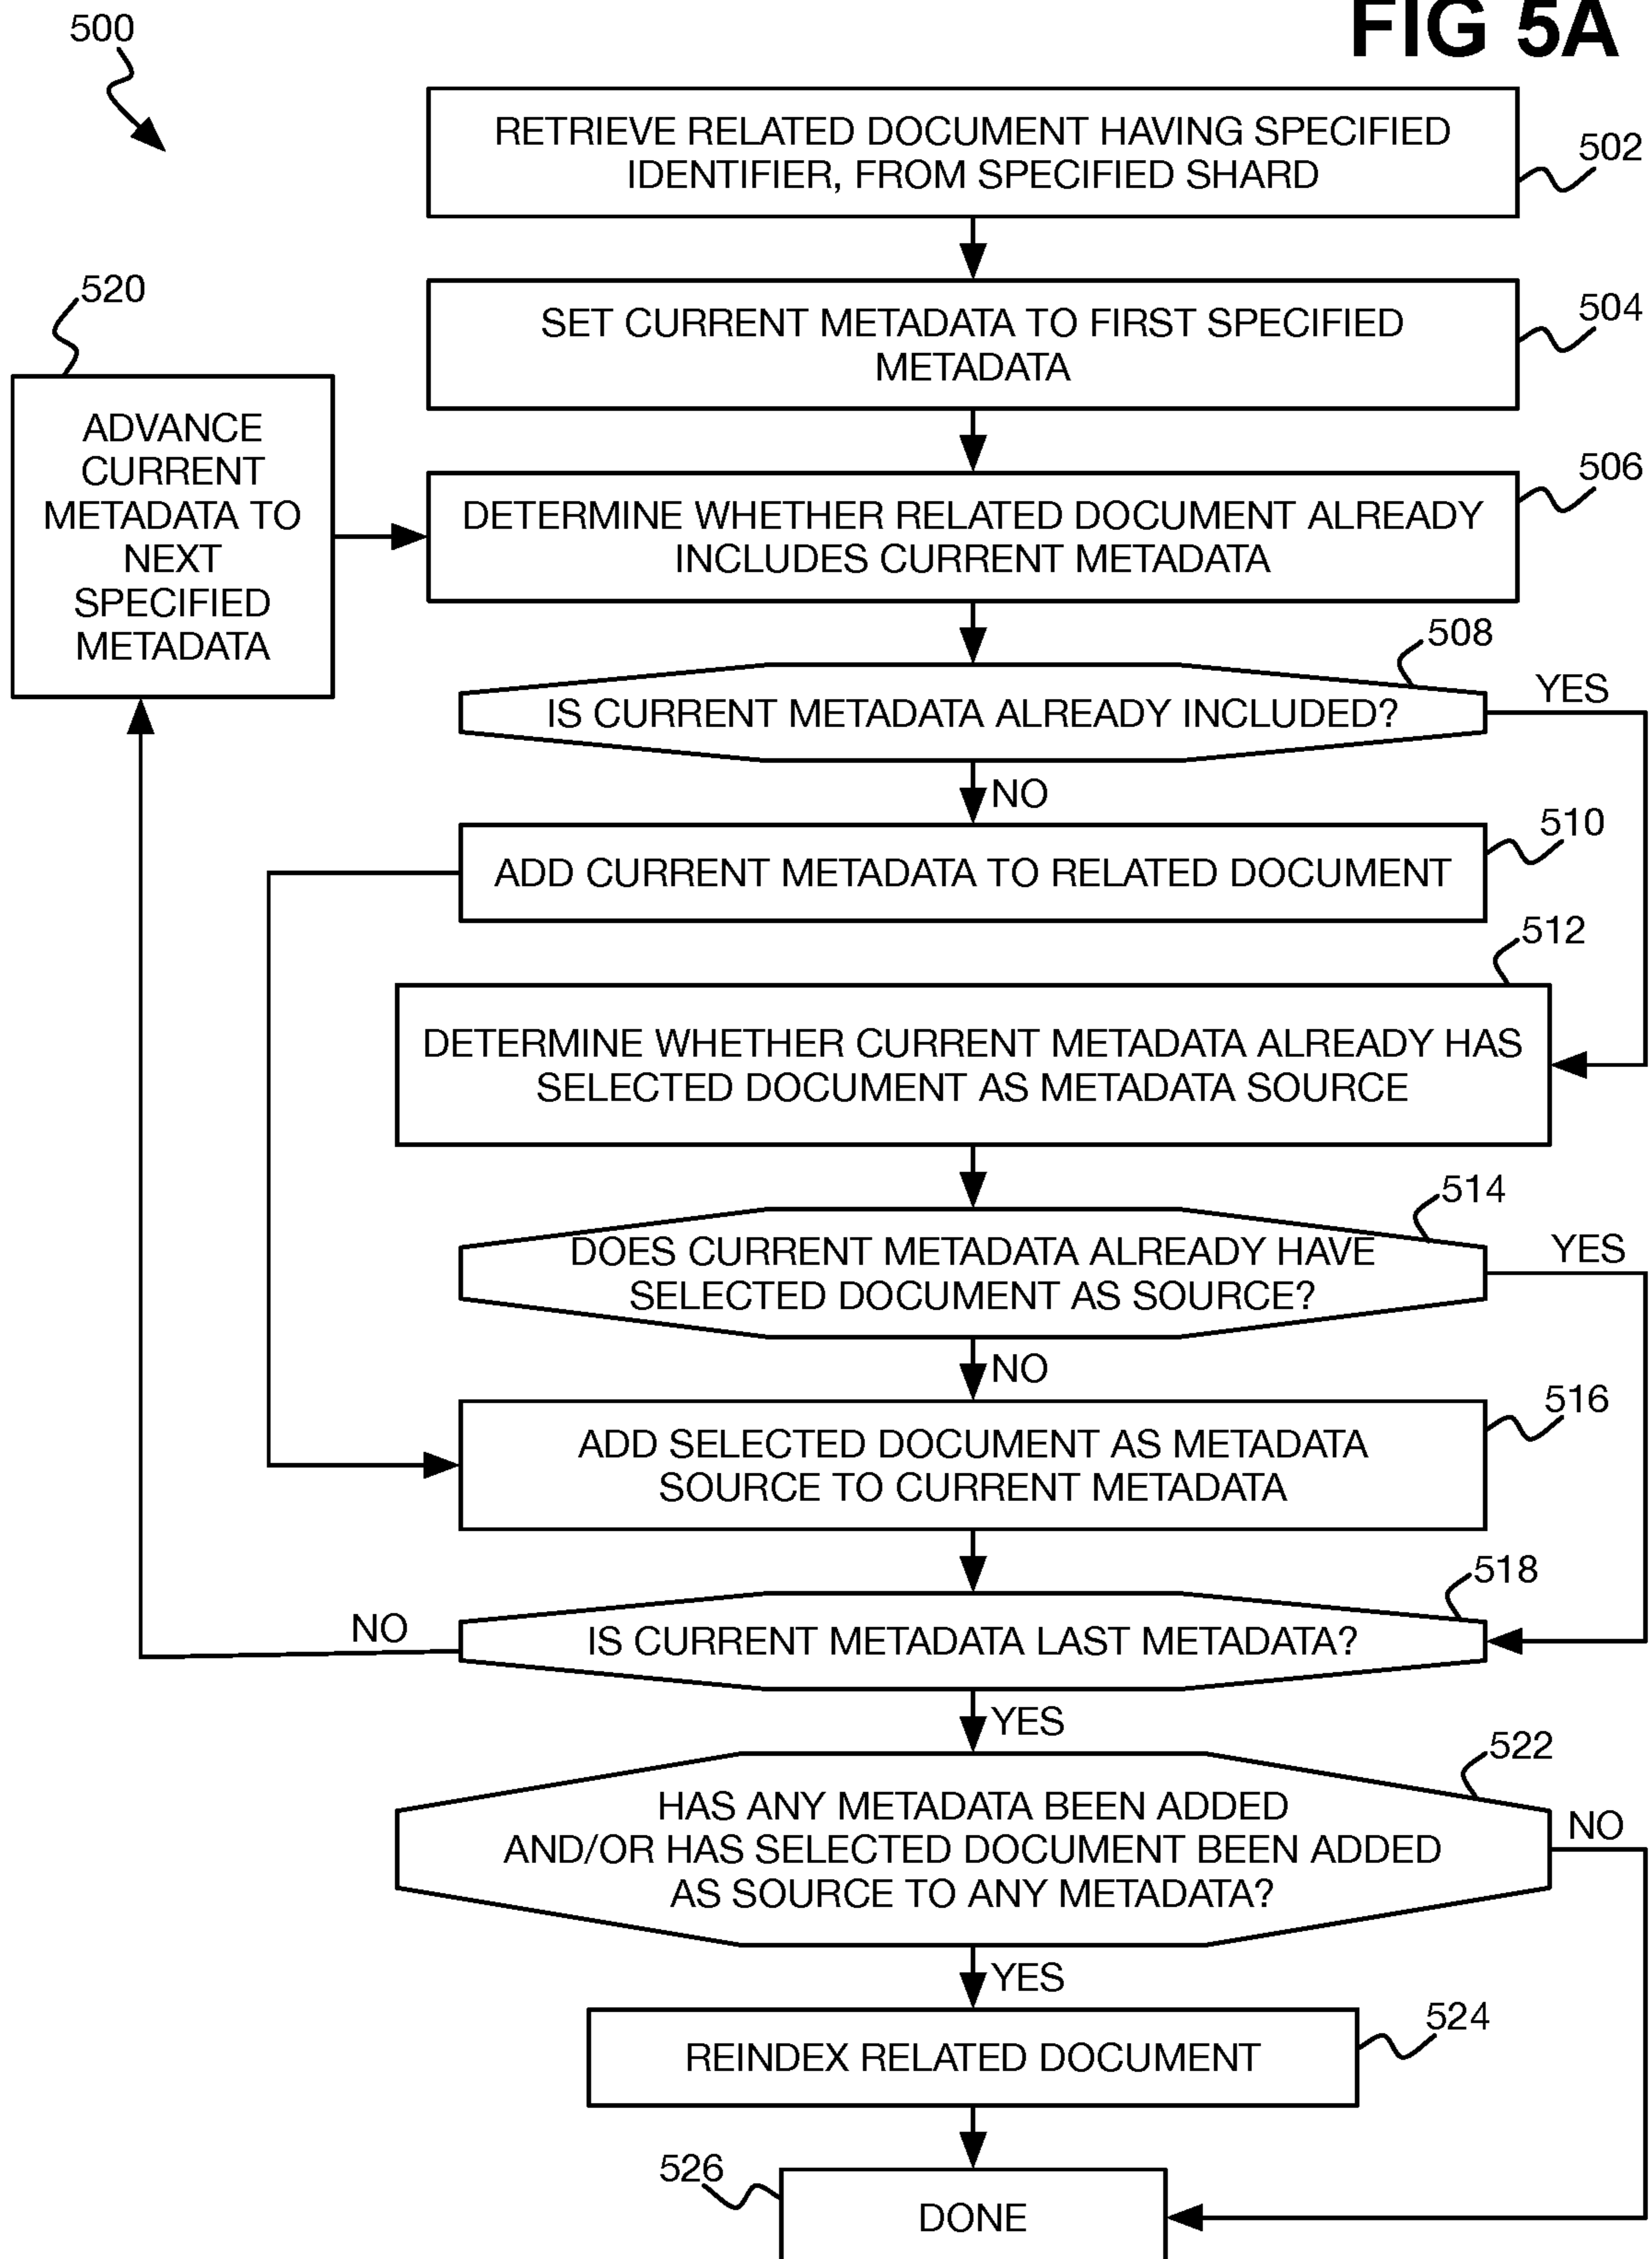 FIG 5A
500
RETRIEVE RELATED DOCUMENT HAVING SPECIFIED
IDENTIFIER, FROM SPECIFIED SHARD
502
SET CURRENT METADATA TO FIRST SPECIFIED
METADATA
504
520
ADVANCE
CURRENT
METADATA TO
NEXT
SPECIFIED
METADATA
DETERMINE WHETHER RELATED DOCUMENT ALREADY
INCLUDES CURRENT METADATA
506
508
IS CURRENT METADATA ALREADY INCLUDED?
YES
NO
510
ADD CURRENT METADATA TO RELATED DOCUMENT
512
DETERMINE WHETHER CURRENT METADATA ALREADY HAS
SELECTED DOCUMENT AS METADATA SOURCE
514
DOES CURRENT METADATA ALREADY HAVE
SELECTED DOCUMENT AS SOURCE?
YES
NO
516
ADD SELECTED DOCUMENT AS METADATA
SOURCE TO CURRENT METADATA
518
IS CURRENT METADATA LAST METADATA?
NO
YES
522
HAS ANY METADATA BEEN ADDED
AND/OR HAS SELECTED DOCUMENT BEEN ADDED
AS SOURCE TO ANY METADATA?
NO
YES
524
REINDEX RELATED DOCUMENT
526
DONE